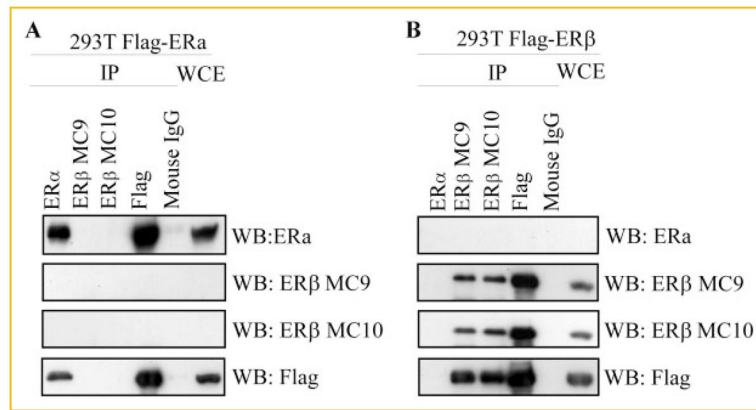 A
293T Flag-ERa
IP
WCE
ERα
ERβ MC9
ERβ MC10
Flag
Mouse IgG
WB:ERa
WB: ERβ MC9
WB: ERβ MC10
WB: Flag
B
293T Flag-ERβ
IP
WCE
ERα
ERβ MC9
ERβ MC10
Flag
Mouse IgG
WB: ERa
WB: ERβ MC9
WB: ERβ MC10
WB: Flag